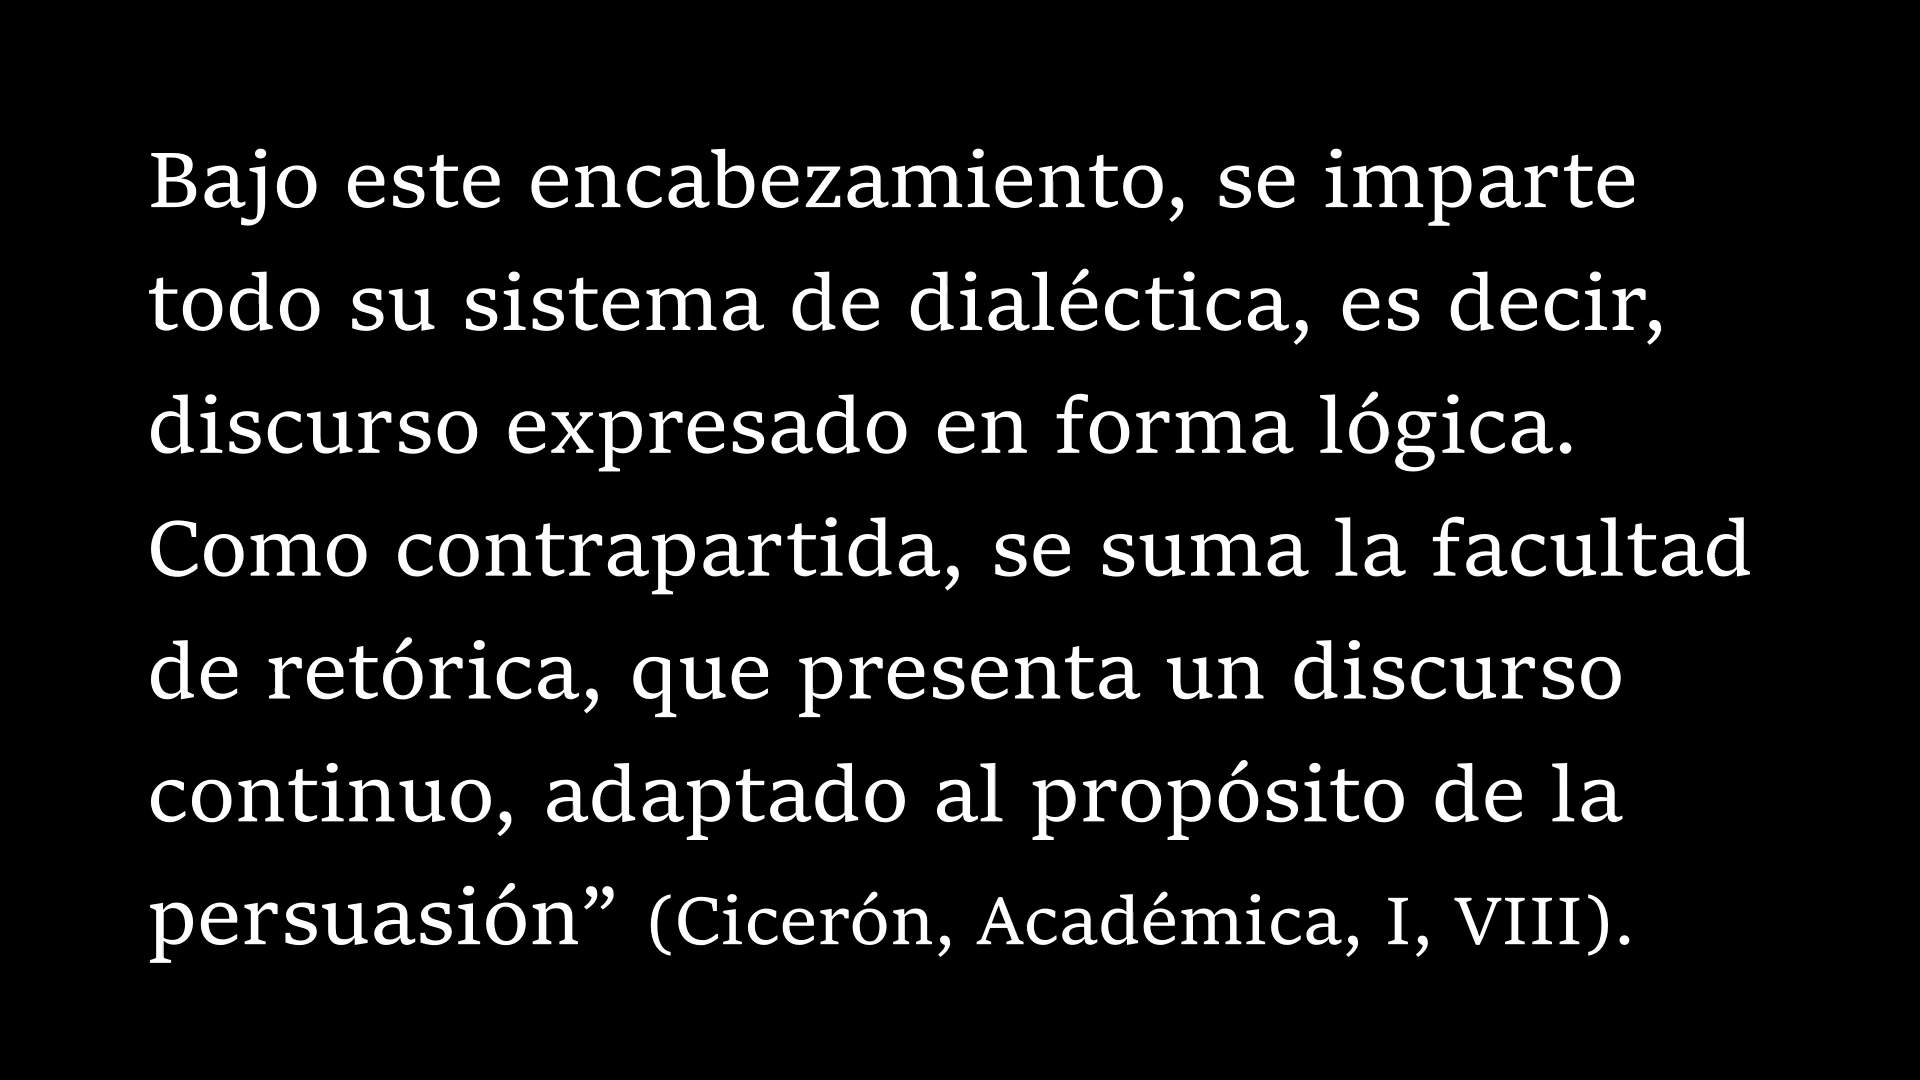 Bajo este encabezamiento, se imparte
todo su sistema de dialéctica, es decir,
discurso expresado en forma lógica.
Como contrapartida, se suma la facultad
de retórica, que presenta un discurso
continuo, adaptado al propósito de la
persuasión” (Cicerón, Académica, I, VIII).